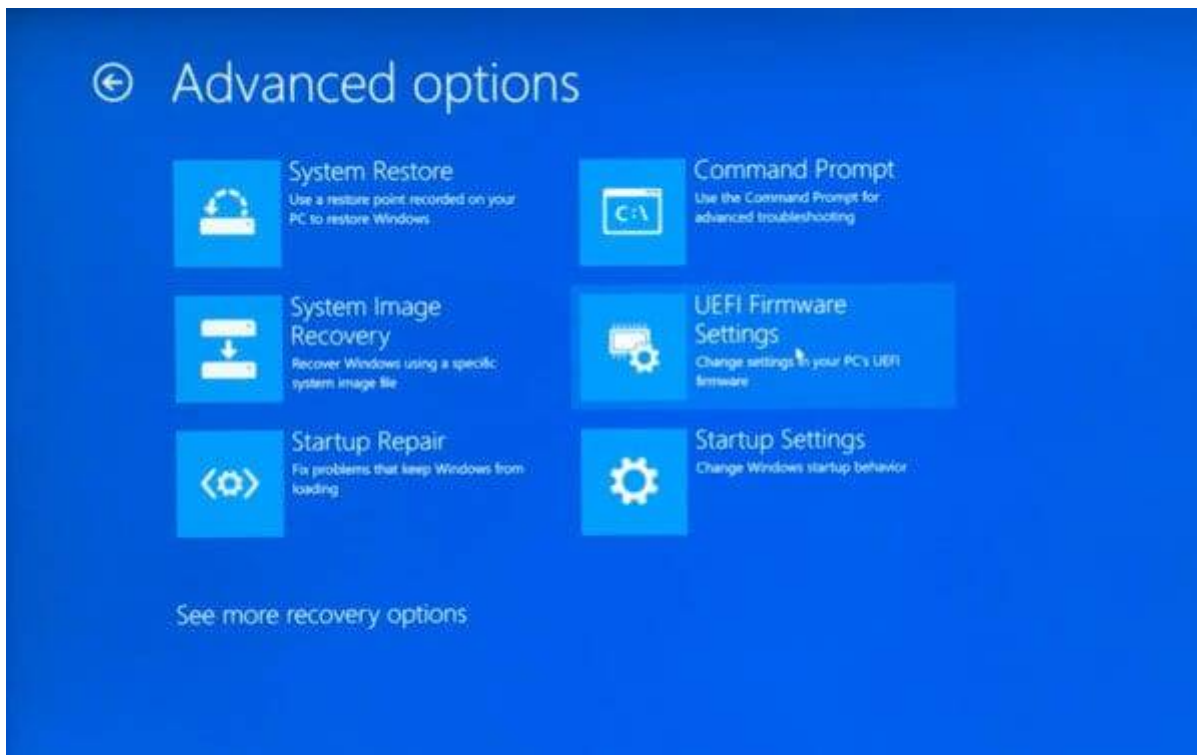 Advanced options
System Restore
Use a restore point recorded on your
PC to restore Windows
Command Prompt
Use the Command Prompt for
advanced troubleshooting
C:\
System Image
Recovery
Recover Windows using a specific
system image file
UEFI Firmware
Settings
Change settings in your PC's UEFI
firmware
Startup Repair
Fix problems that keep Windows from
loading
Startup Settings
Change Windows startup behavior
See more recovery options